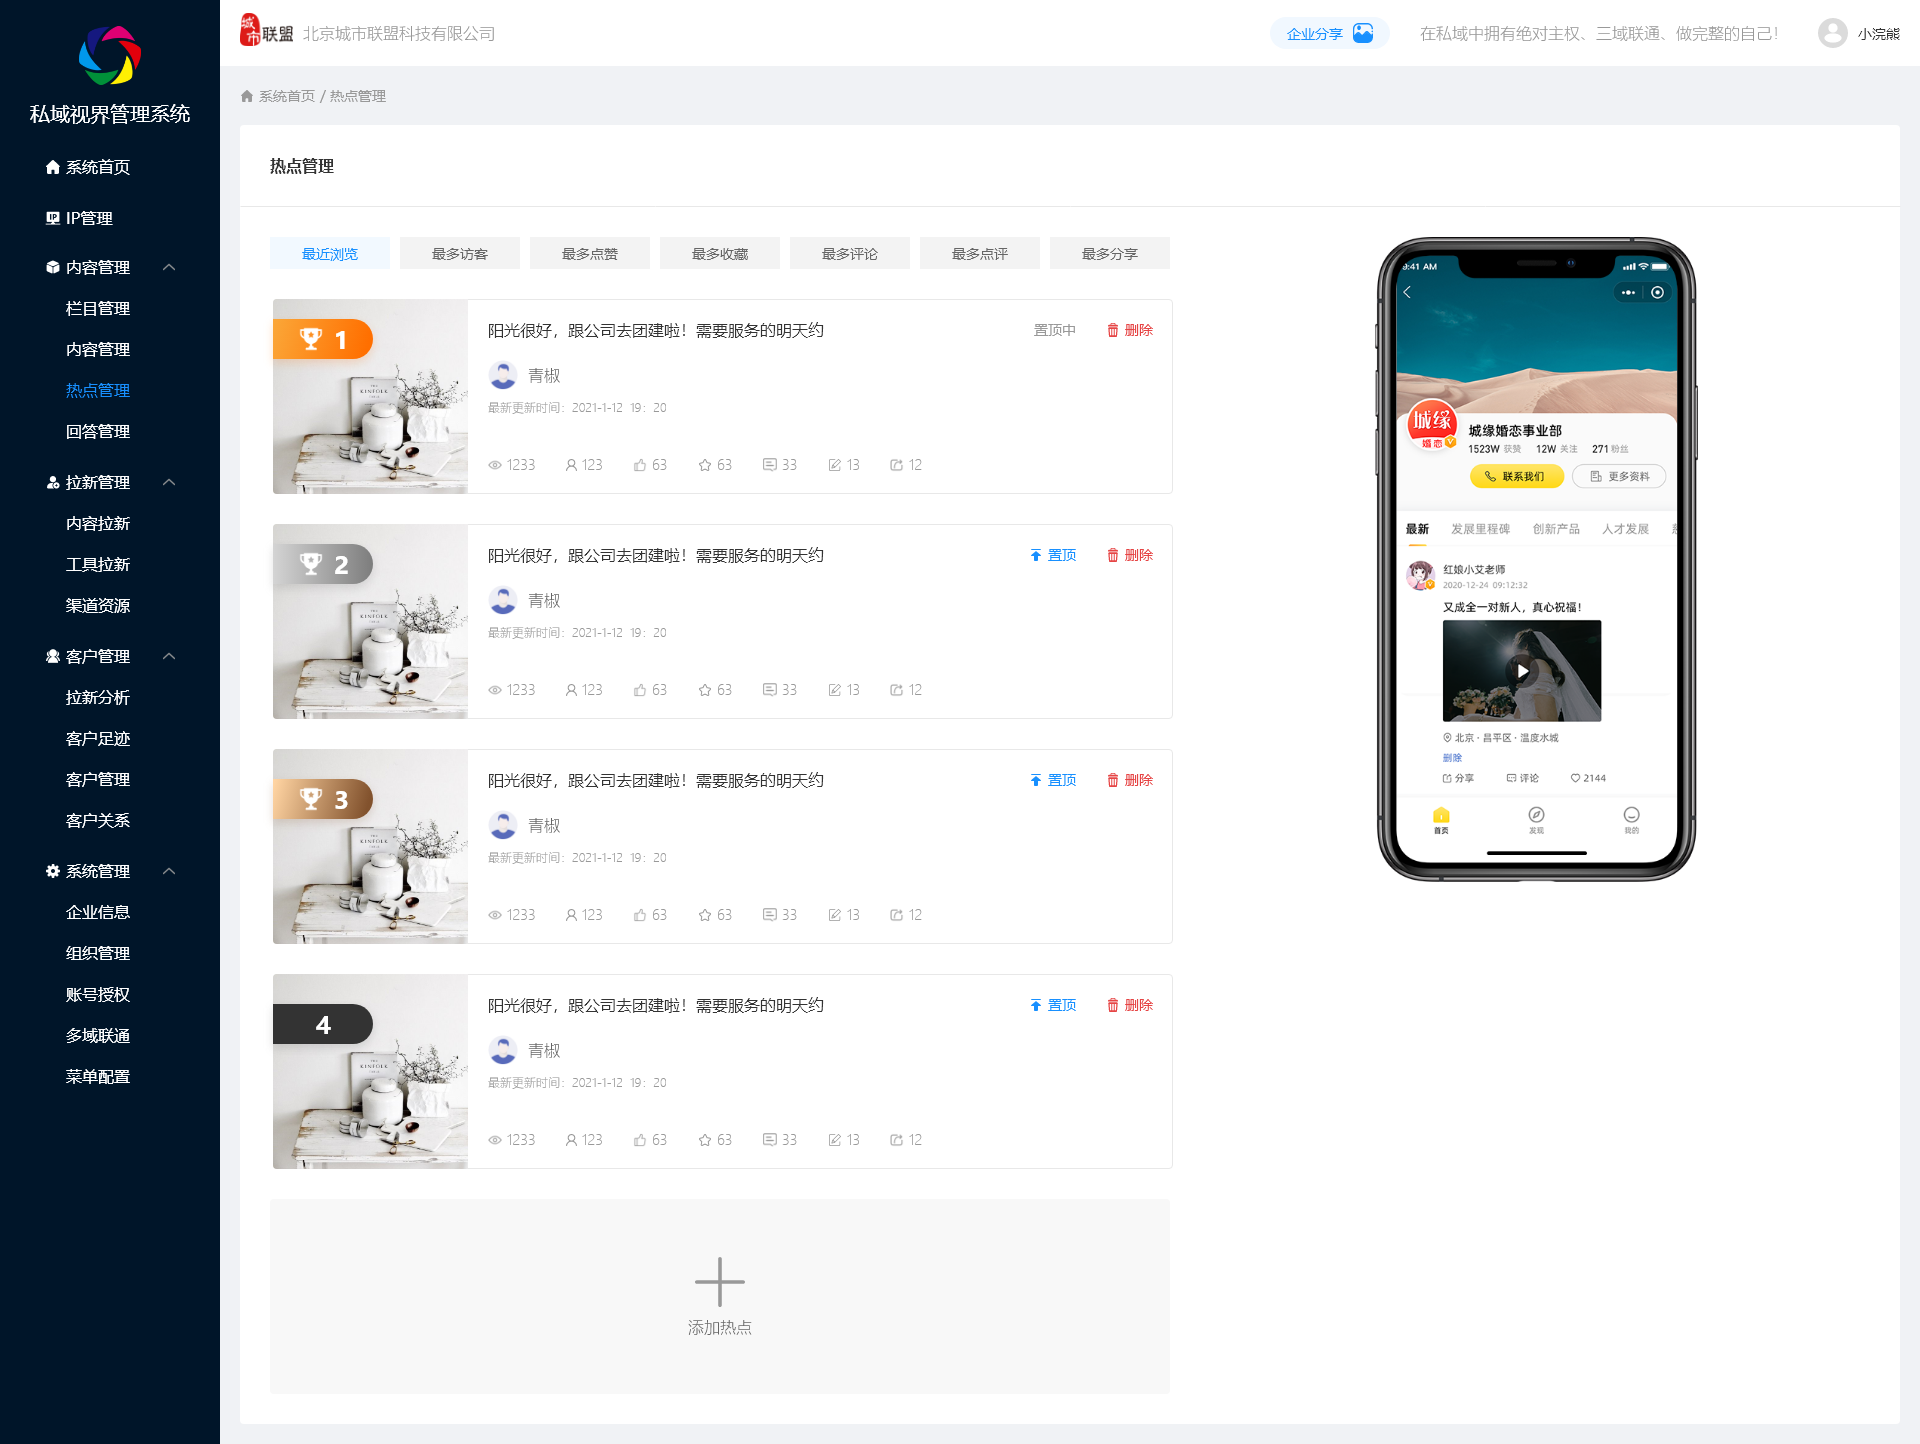 私域视界管理系统
系统首页
IP管理
内容管理
栏目管理
内容管理
热点管理
回答管理
拉新管理
内容拉新
工具拉新
渠道资源
客户管理
拉新分析
客户足迹
客户管理
客户关系
系统管理
企业信息
组织管理
账号授权
多域联通
菜单配置
城市联盟 北京城市联盟科技有限公司
企业分享
在私域中拥有绝对主权、三域联通、做完整的自己!
小浣熊
系统首页 / 热点管理
热点管理
最近浏览 最多访客 最多点赞 最多收藏 最多评论 最多点评 最多分享
1
阳光很好，跟公司去团建啦！需要服务的明天约
置顶中 删除
青椒
最新更新时间：2021-1-12 19：20
1233 123 63 63 33 13 12
KINFOLK
2
阳光很好，跟公司去团建啦！需要服务的明天约
置顶 删除
青椒
最新更新时间：2021-1-12 19：20
1233 123 63 63 33 13 12
KINFOLK
3
阳光很好，跟公司去团建啦！需要服务的明天约
置顶 删除
青椒
最新更新时间：2021-1-12 19：20
1233 123 63 63 33 13 12
KINFOLK
4
阳光很好，跟公司去团建啦！需要服务的明天约
置顶 删除
青椒
最新更新时间：2021-1-12 19：20
1233 123 63 63 33 13 12
KINFOLK
添加热点
9:41 AM
城缘
婚恋
城缘婚恋事业部
1523W 获赞 12W 关注 271 粉丝
联系我们 更多资料
最新 发展里程碑 创新产品 人才发展
红娘小艾老师
2020-12-24 09:12:32
又成全一对新人，真心祝福！
北京 · 昌平区 · 温度水城
删除
分享 评论 2144
首页 发现 我的